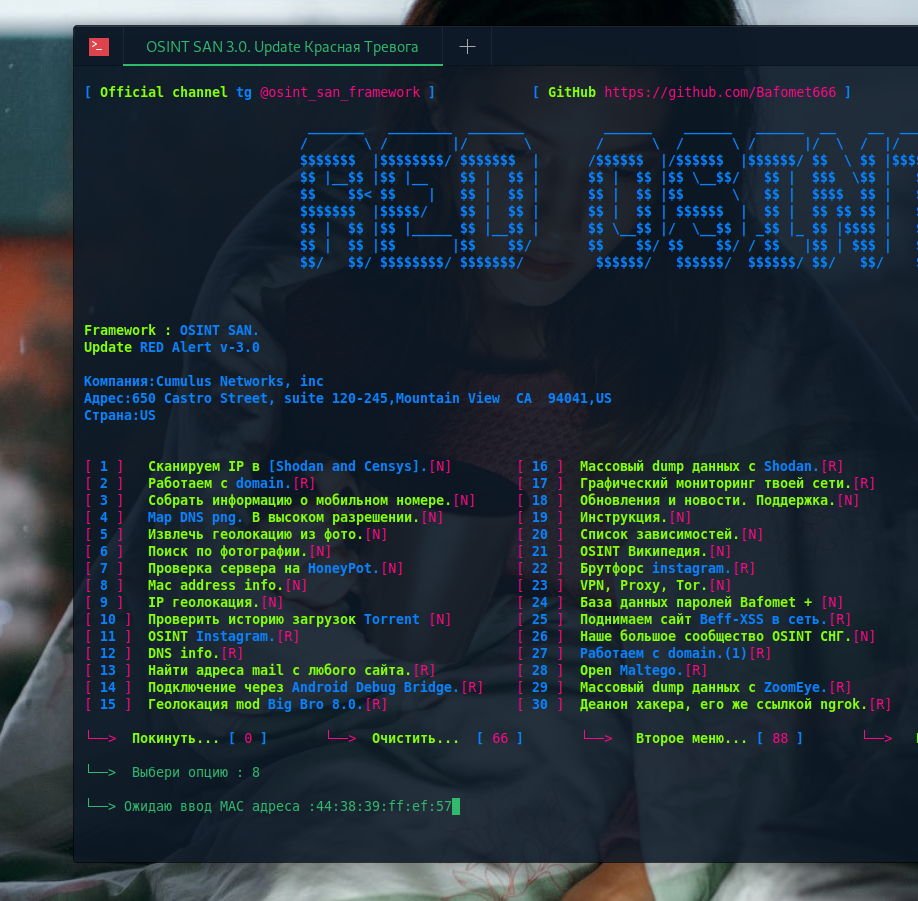 OSINT SAN 3.0. Update Красная Тревога
[ Official channel tg @osint_san_framework ] [ GitHub https://github.com/Bafomet666 ]
Framework : OSINT SAN.
Update RED Alert v-3.0
Компания:Cumulus Networks, inc
Адрес:650 Castro Street, suite 120-245,Mountain View CA 94041,US
Страна:US
[ 1 ] Сканируем IP в [Shodan and Censys].[N] [ 16 ] Массовый dump данных с Shodan.[R]
[ 2 ] Работаем с domain.[R] [ 17 ] Графический мониторинг твоей сети.[R]
[ 3 ] Собрать информацию о мобильном номере.[N] [ 18 ] Обновления и новости. Поддержка.[N]
[ 4 ] Map DNS png. В высоком разрешении.[N] [ 19 ] Инструкция.[N]
[ 5 ] Извлечь геолокацию из фото.[N] [ 20 ] Список зависимостей.[N]
[ 6 ] Поиск по фотографии.[N] [ 21 ] OSINT Википедия.[N]
[ 7 ] Проверка сервера на HoneyPot.[N] [ 22 ] Брутфорс instagram.[R]
[ 8 ] Mac address info.[N] [ 23 ] VPN, Proxy, Tor.[N]
[ 9 ] IP геолокация.[N] [ 24 ] База данных паролей Bafomet + [N]
[ 10 ] Проверить историю загрузок Torrent [N] [ 25 ] Поднимаем сайт Beff-XSS в сеть.[R]
[ 11 ] OSINT Instagram.[R] [ 26 ] Наше большое сообщество OSINT СНГ.[N]
[ 12 ] DNS info.[R] [ 27 ] Работаем с domain.(1)[R]
[ 13 ] Найти адреса mail с любого сайта.[R] [ 28 ] Open Maltego.[R]
[ 14 ] Подключение через Android Debug Bridge.[R] [ 29 ] Массовый dump данных с ZoomEye.[R]
[ 15 ] Геолокация mod Big Bro 8.0.[R] [ 30 ] Деанон хакера, его же ссылкой ngrok.[R]
└──> Покинуть... [ 0 ] └──> Очистить... [ 66 ] └──> Второе меню... [ 88 ] └──>
└──> Выбери опцию : 8
└──> Ожидаю ввод MAC адреса :44:38:39:ff:ef:57